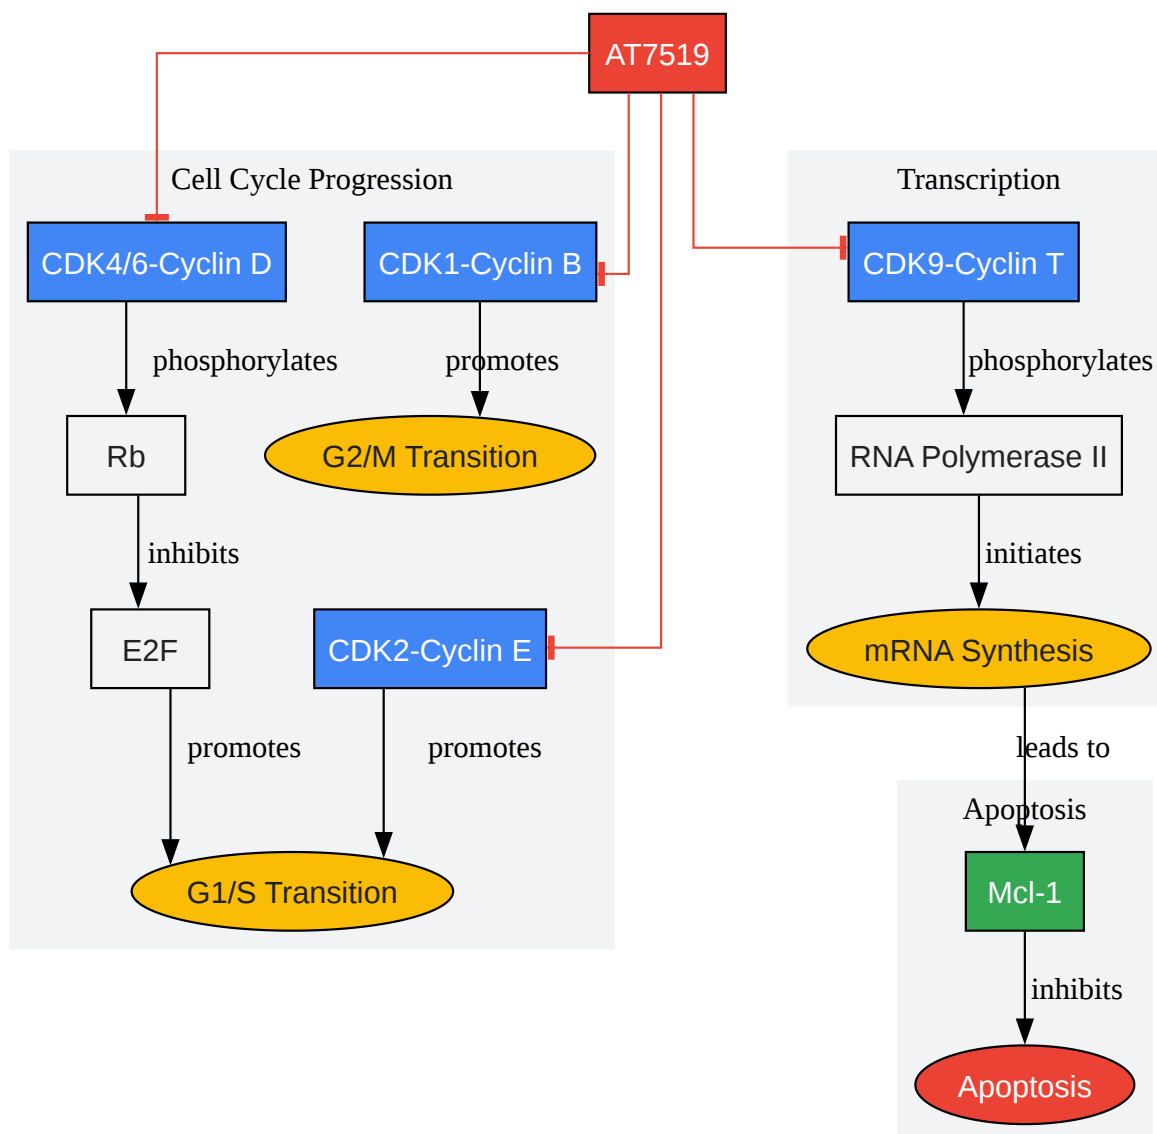 AT7519
Cell Cycle Progression
Transcription
CDK4/6-Cyclin D
CDK1-Cyclin B
CDK9-Cyclin T
phosphorylates
promotes
phosphorylates
Rb
G2/M Transition
RNA Polymerase II
inhibits
initiates
E2F
CDK2-Cyclin E
mRNA Synthesis
promotes
promotes
leads to
Apoptosis
G1/S Transition
Mcl-1
inhibits
Apoptosis